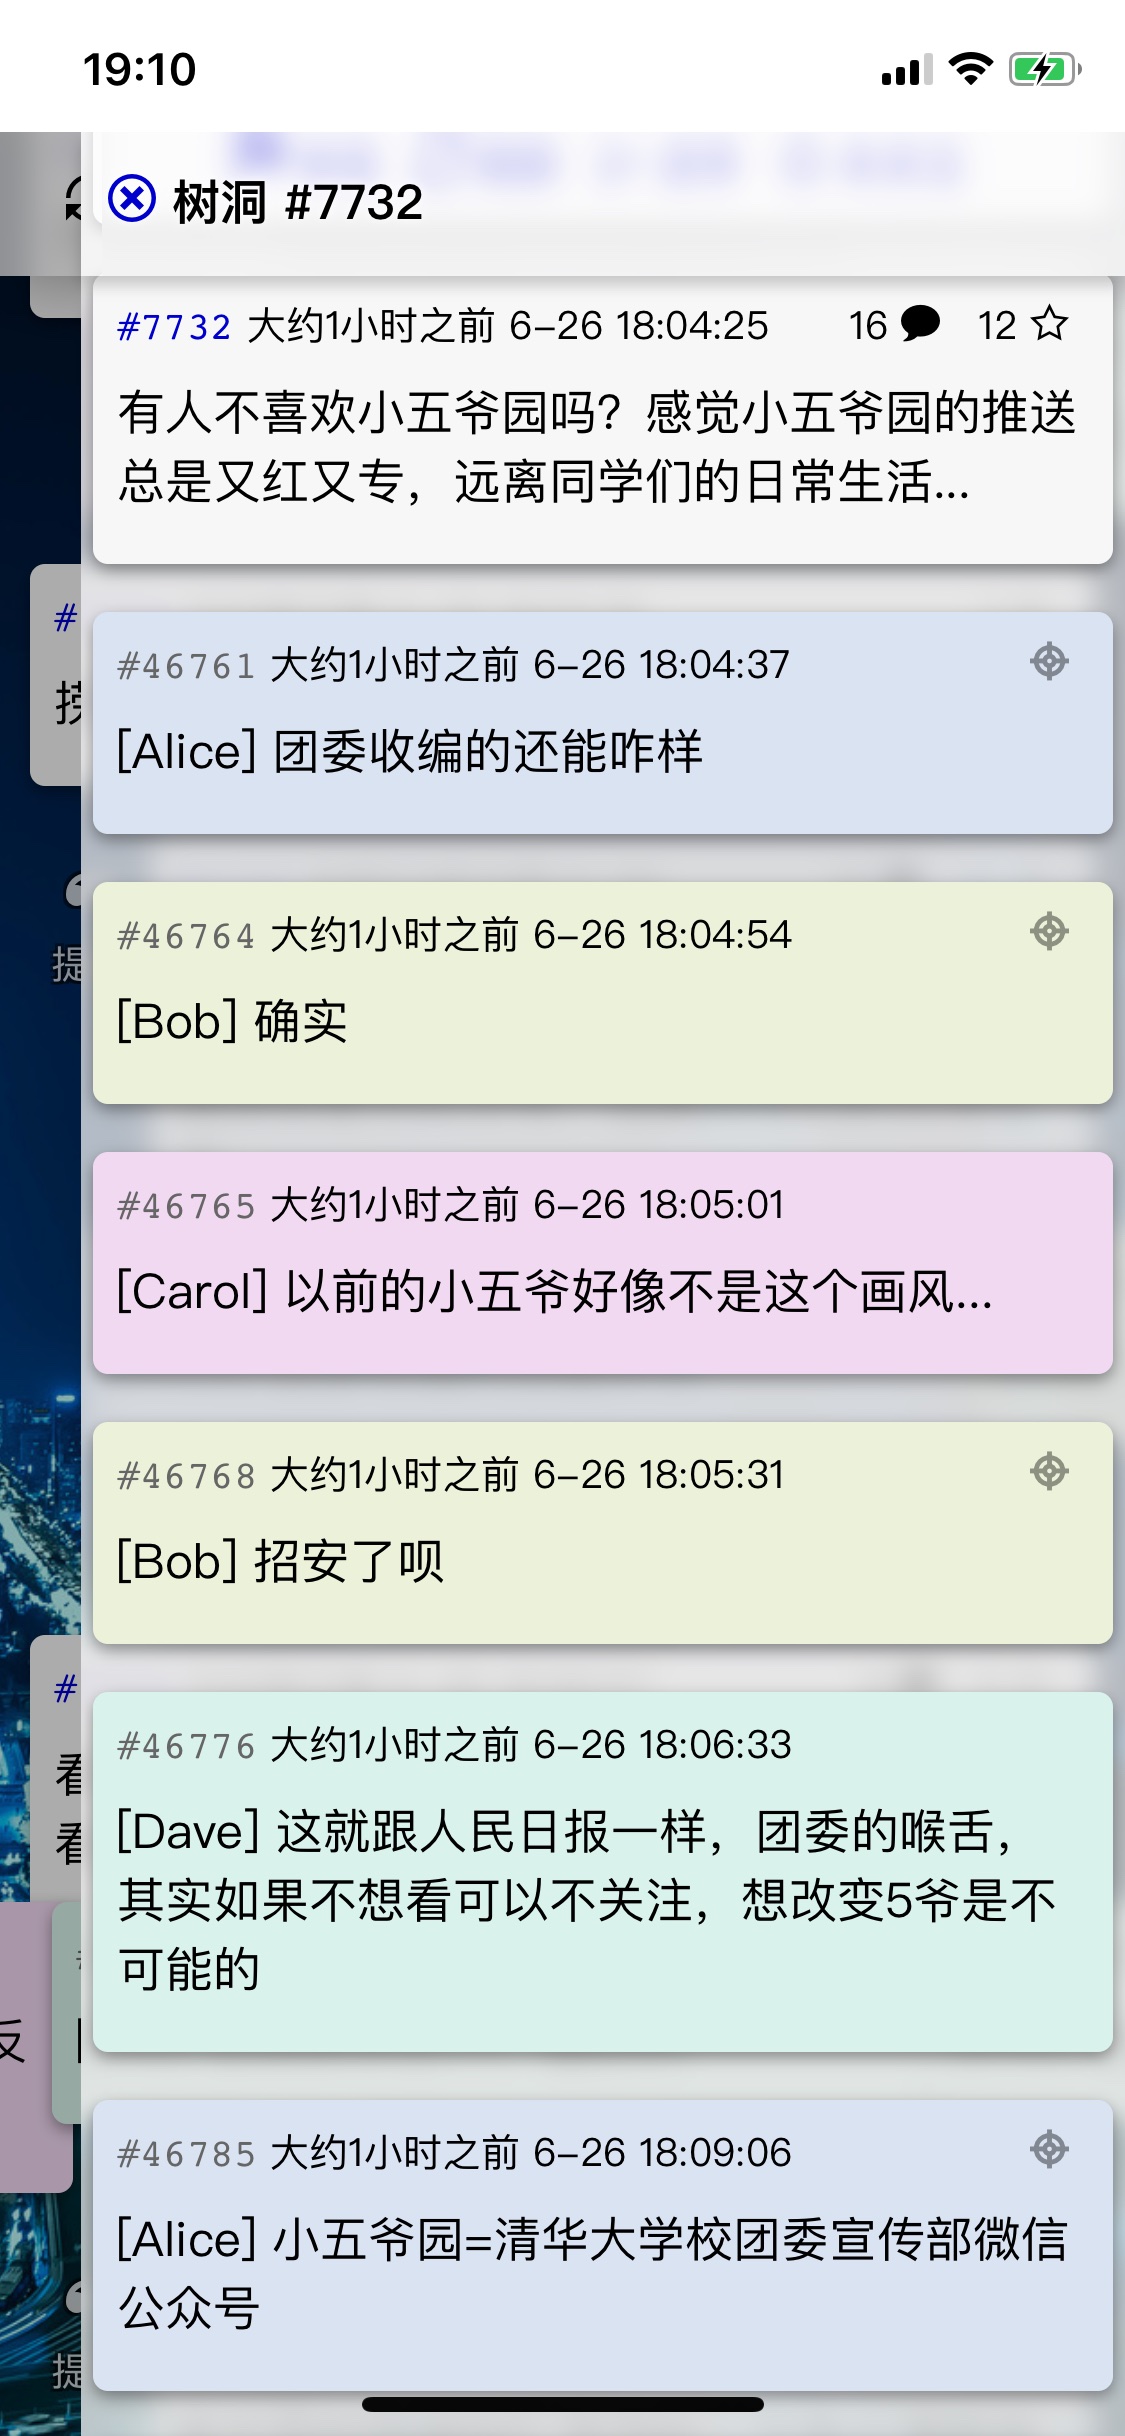 19:10
树洞 #7732
#7732 大约1小时之前 6-26 18:04:25 16 12
有人不喜欢小五爷园吗？感觉小五爷园的推送
总是又红又专，远离同学们的日常生活...
#
捞
#46761 大约1小时之前 6-26 18:04:37
[Alice] 团委收编的还能咋样
提
#46764 大约1小时之前 6-26 18:04:54
[Bob] 确实
#46765 大约1小时之前 6-26 18:05:01
[Carol] 以前的小五爷好像不是这个画风...
#46768 大约1小时之前 6-26 18:05:31
[Bob] 招安了呗
#
看
看
#46776 大约1小时之前 6-26 18:06:33
[Dave] 这就跟人民日报一样，团委的喉舌，
其实如果不想看可以不关注，想改变5爷是不
可能的
反
#46785 大约1小时之前 6-26 18:09:06
[Alice] 小五爷园=清华大学校团委宣传部微信
公众号
提